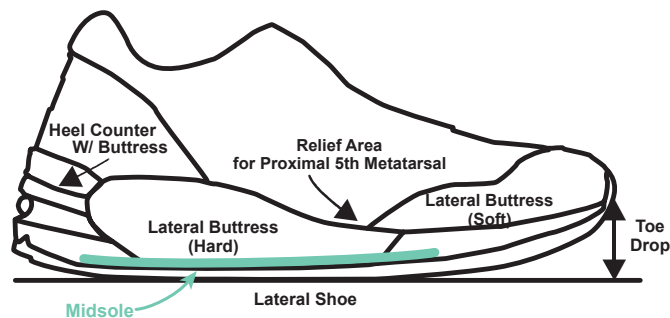 Heel Counter
W/ Buttress
Relief Area
for Proximal 5th Metatarsal
Lateral Buttress
(Soft)
Lateral Buttress
(Hard)
Toe
Drop
Midsole
Lateral Shoe